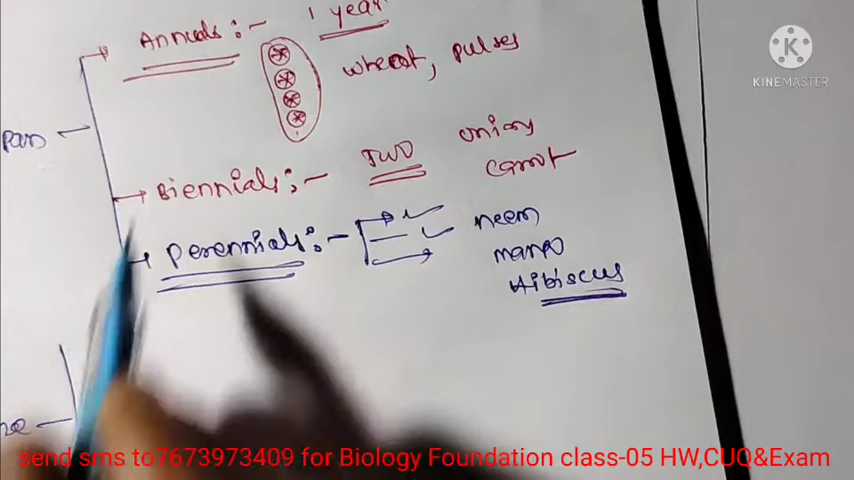 Annuals :- 1 year
wheat, pulses
pan
Biennials :- Two
onion,
carrot
Perennials :- neem
mango
Hibiscus
KINEMASTER
send sms to7673973409 for Biology Foundation class-05 HW,CUQ&Exam